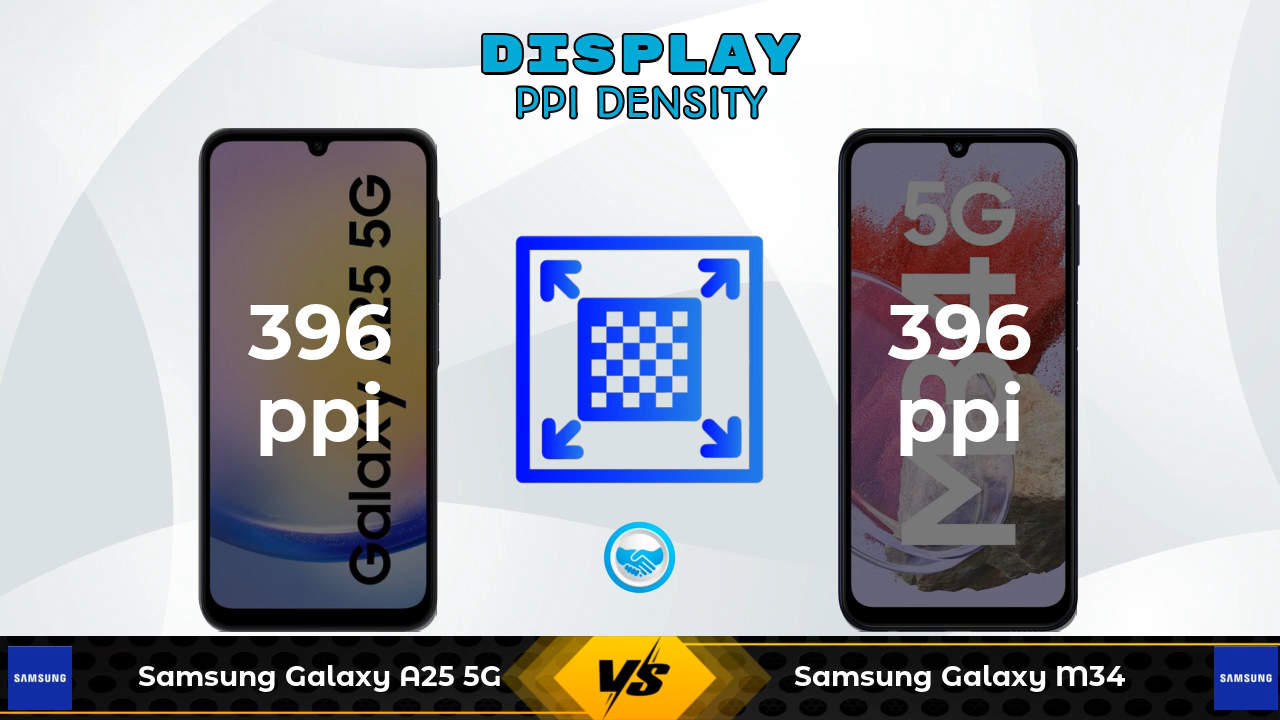 DISPLAY
PPI DENSITY
Galaxy A25 5G
396
ppi
5G
M34
396
ppi
SAMSUNG
Samsung Galaxy A25 5G
VS
Samsung Galaxy M34
SAMSUNG